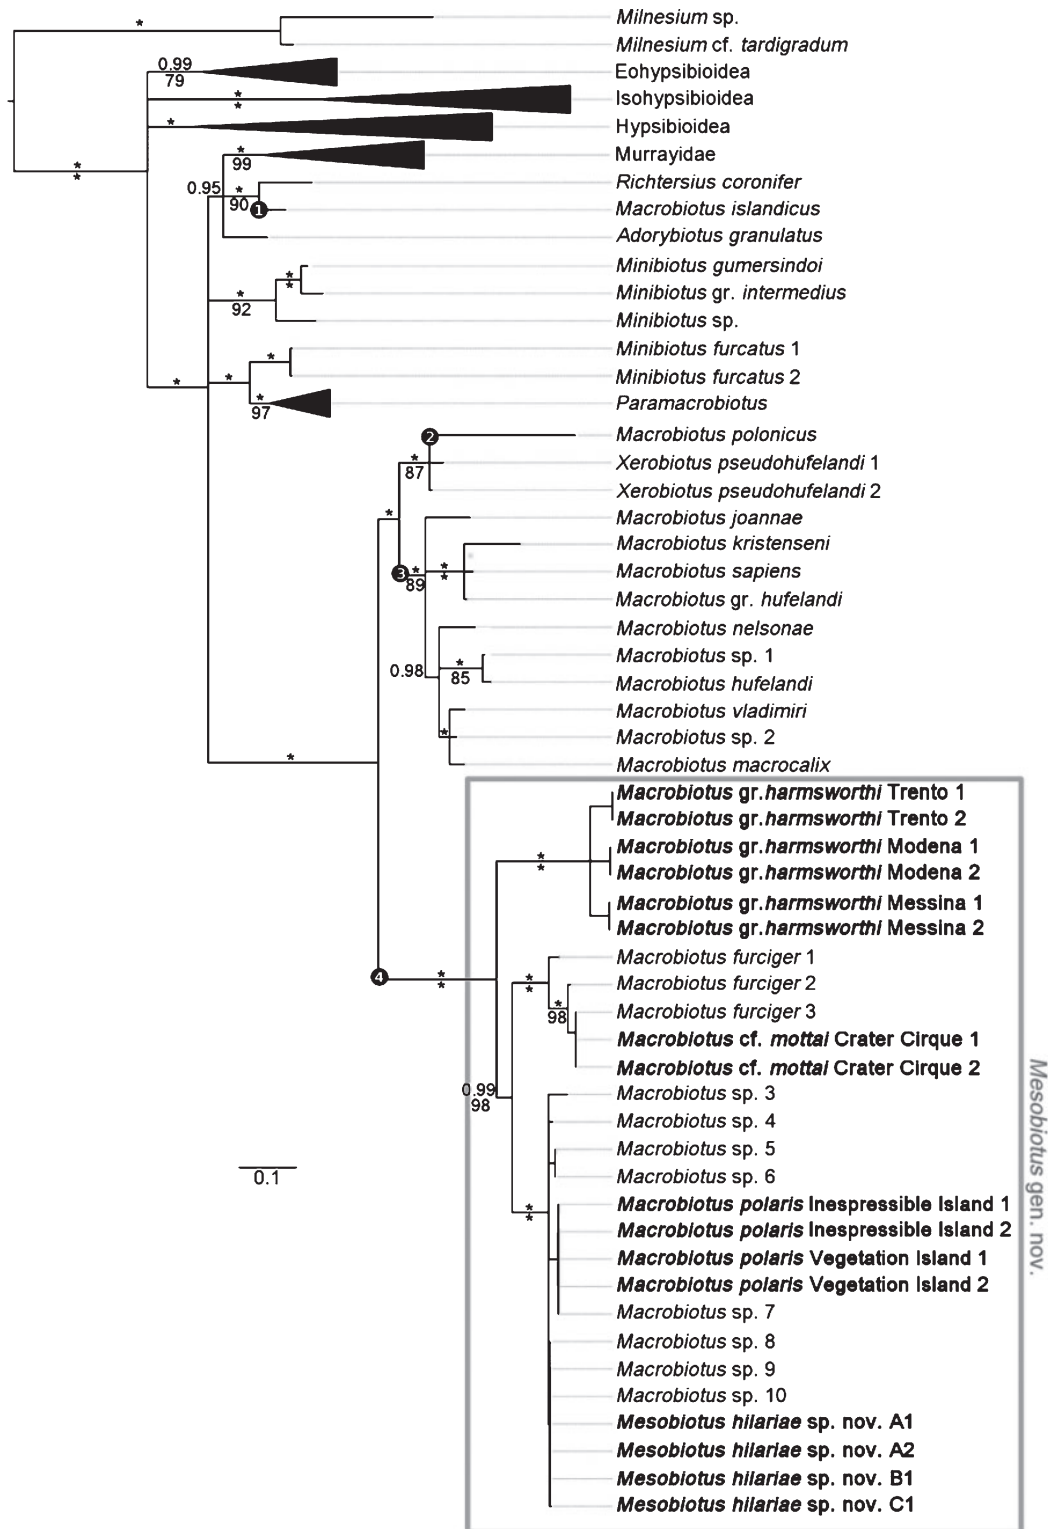 *
Milnesium sp.
Milnesium cf. tardigradum
0.99
79
Eohypsibioidea
*
*
Isohypsibioidea
*
Hypsibioidea
*
*
*
99
Murrayidae
0.95
*
90
Richtersius coronifer
1
Macrobiotus islandicus
Adorybiotus granulatus
*
*
Minibiotus gumersindoi
*
92
Minibiotus gr. intermedius
Minibiotus sp.
*
Minibiotus furcatus 1
*
*
Minibiotus furcatus 2
*
97
Paramacrobiotus
2
Macrobiotus polonicus
*
87
Xerobiotus pseudohufelandi 1
Xerobiotus pseudohufelandi 2
*
Macrobiotus joannae
Macrobiotus kristenseni
3
*
89
*
*
Macrobiotus sapiens
Macrobiotus gr. hufelandi
Macrobiotus nelsonae
0.98
*
85
Macrobiotus sp. 1
Macrobiotus hufelandi
Macrobiotus vladimiri
*
Macrobiotus sp. 2
*
Macrobiotus macrocalix
Macrobiotus gr.harmsworthi Trento 1
Macrobiotus gr.harmsworthi Trento 2
*
*
Macrobiotus gr.harmsworthi Modena 1
Macrobiotus gr.harmsworthi Modena 2
Macrobiotus gr.harmsworthi Messina 1
Macrobiotus gr.harmsworthi Messina 2
4
*
*
*
*
Macrobiotus furciger 1
Macrobiotus furciger 2
*
98
Macrobiotus furciger 3
Macrobiotus cf. mottai Crater Cirque 1
Macrobiotus cf. mottai Crater Cirque 2
0.99
98
Macrobiotus sp. 3
Macrobiotus sp. 4
Macrobiotus sp. 5
Macrobiotus sp. 6
*
*
Macrobiotus polaris Inespressible Island 1
Macrobiotus polaris Inespressible Island 2
Macrobiotus polaris Vegetation Island 1
Macrobiotus polaris Vegetation Island 2
Macrobiotus sp. 7
Macrobiotus sp. 8
Macrobiotus sp. 9
Macrobiotus sp. 10
Mesobiotus hilariae sp. nov. A1
Mesobiotus hilariae sp. nov. A2
Mesobiotus hilariae sp. nov. B1
Mesobiotus hilariae sp. nov. C1
0.1
Mesobiotus gen. nov.